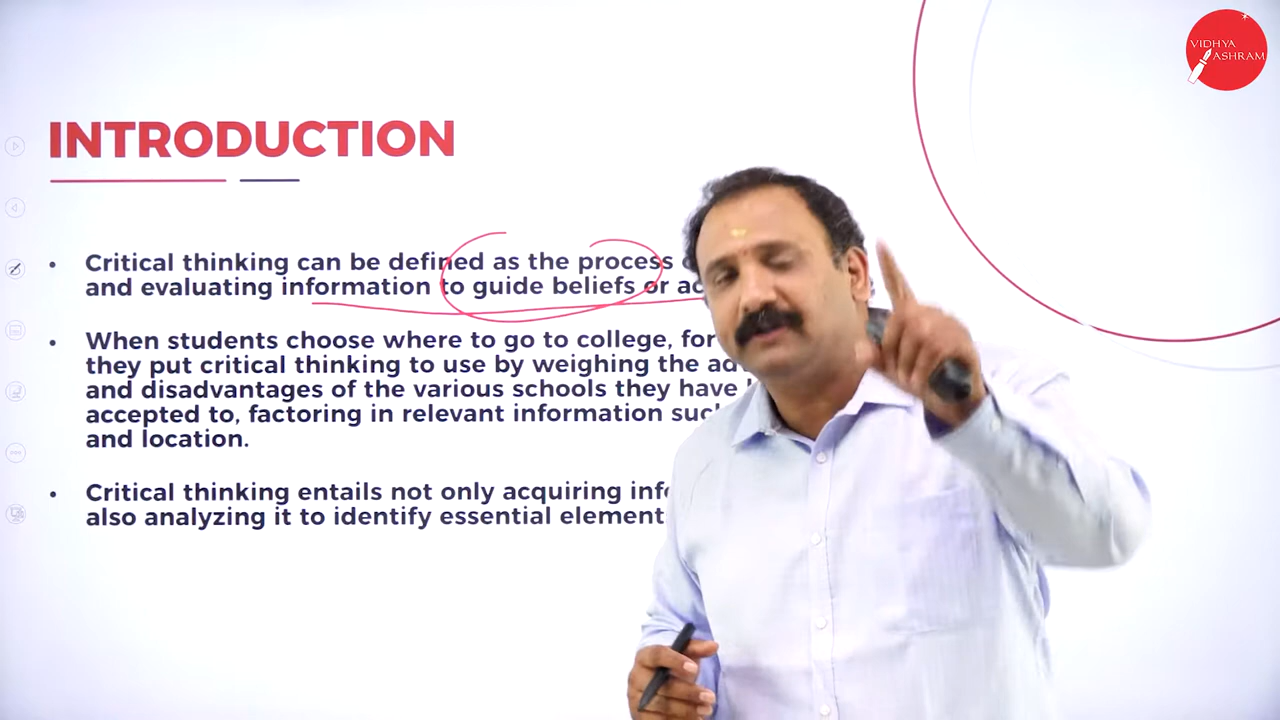 VIDHYA
ASHRAM
INTRODUCTION
• Critical thinking can be defined as the process
and evaluating information to guide beliefs or
• When students choose where to go to college, for
they put critical thinking to use by weighing the
and disadvantages of the various schools they have
accepted to, factoring in relevant information
and location.
• Critical thinking entails not only acquiring
also analyzing it to identify essential